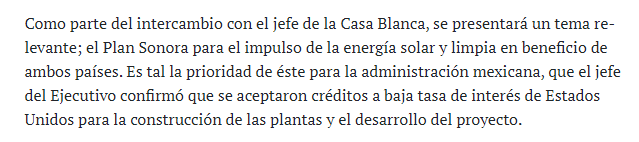 Como parte del intercambio con el jefe de la Casa Blanca, se presentará un tema re-
levante; el Plan Sonora para el impulso de la energía solar y limpia en beneficio de
ambos países. Es tal la prioridad de éste para la administración mexicana, que el jefe
del Ejecutivo confirmó que se aceptaron créditos a baja tasa de interés de Estados
Unidos para la construcción de las plantas y el desarrollo del proyecto.